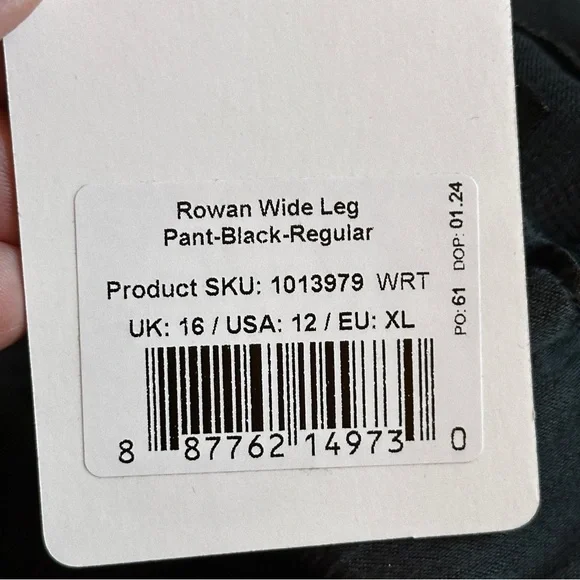 Rowan Wide Leg
Pant-Black-Regular
Product SKU: 1013979 WRT
UK: 16 / USA: 12 / EU: XL
8 87762 14973 0
PO: 61 DOP: 01.24